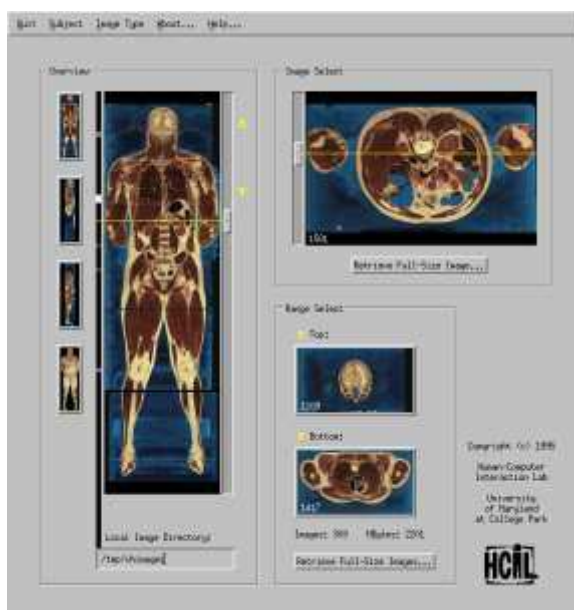 Quit Subject Image Type About... Help...
Overview
Image Select
Retrieve Full-Size Image...
Range Select
Top:
Bottom:
1417
Images: Mbytes:
Retrieve Full-Size Images...
Local Image Directory:
Copyright (c) 1995
Human-Computer
Interaction Lab
University
of Maryland
at College Park
HCIL